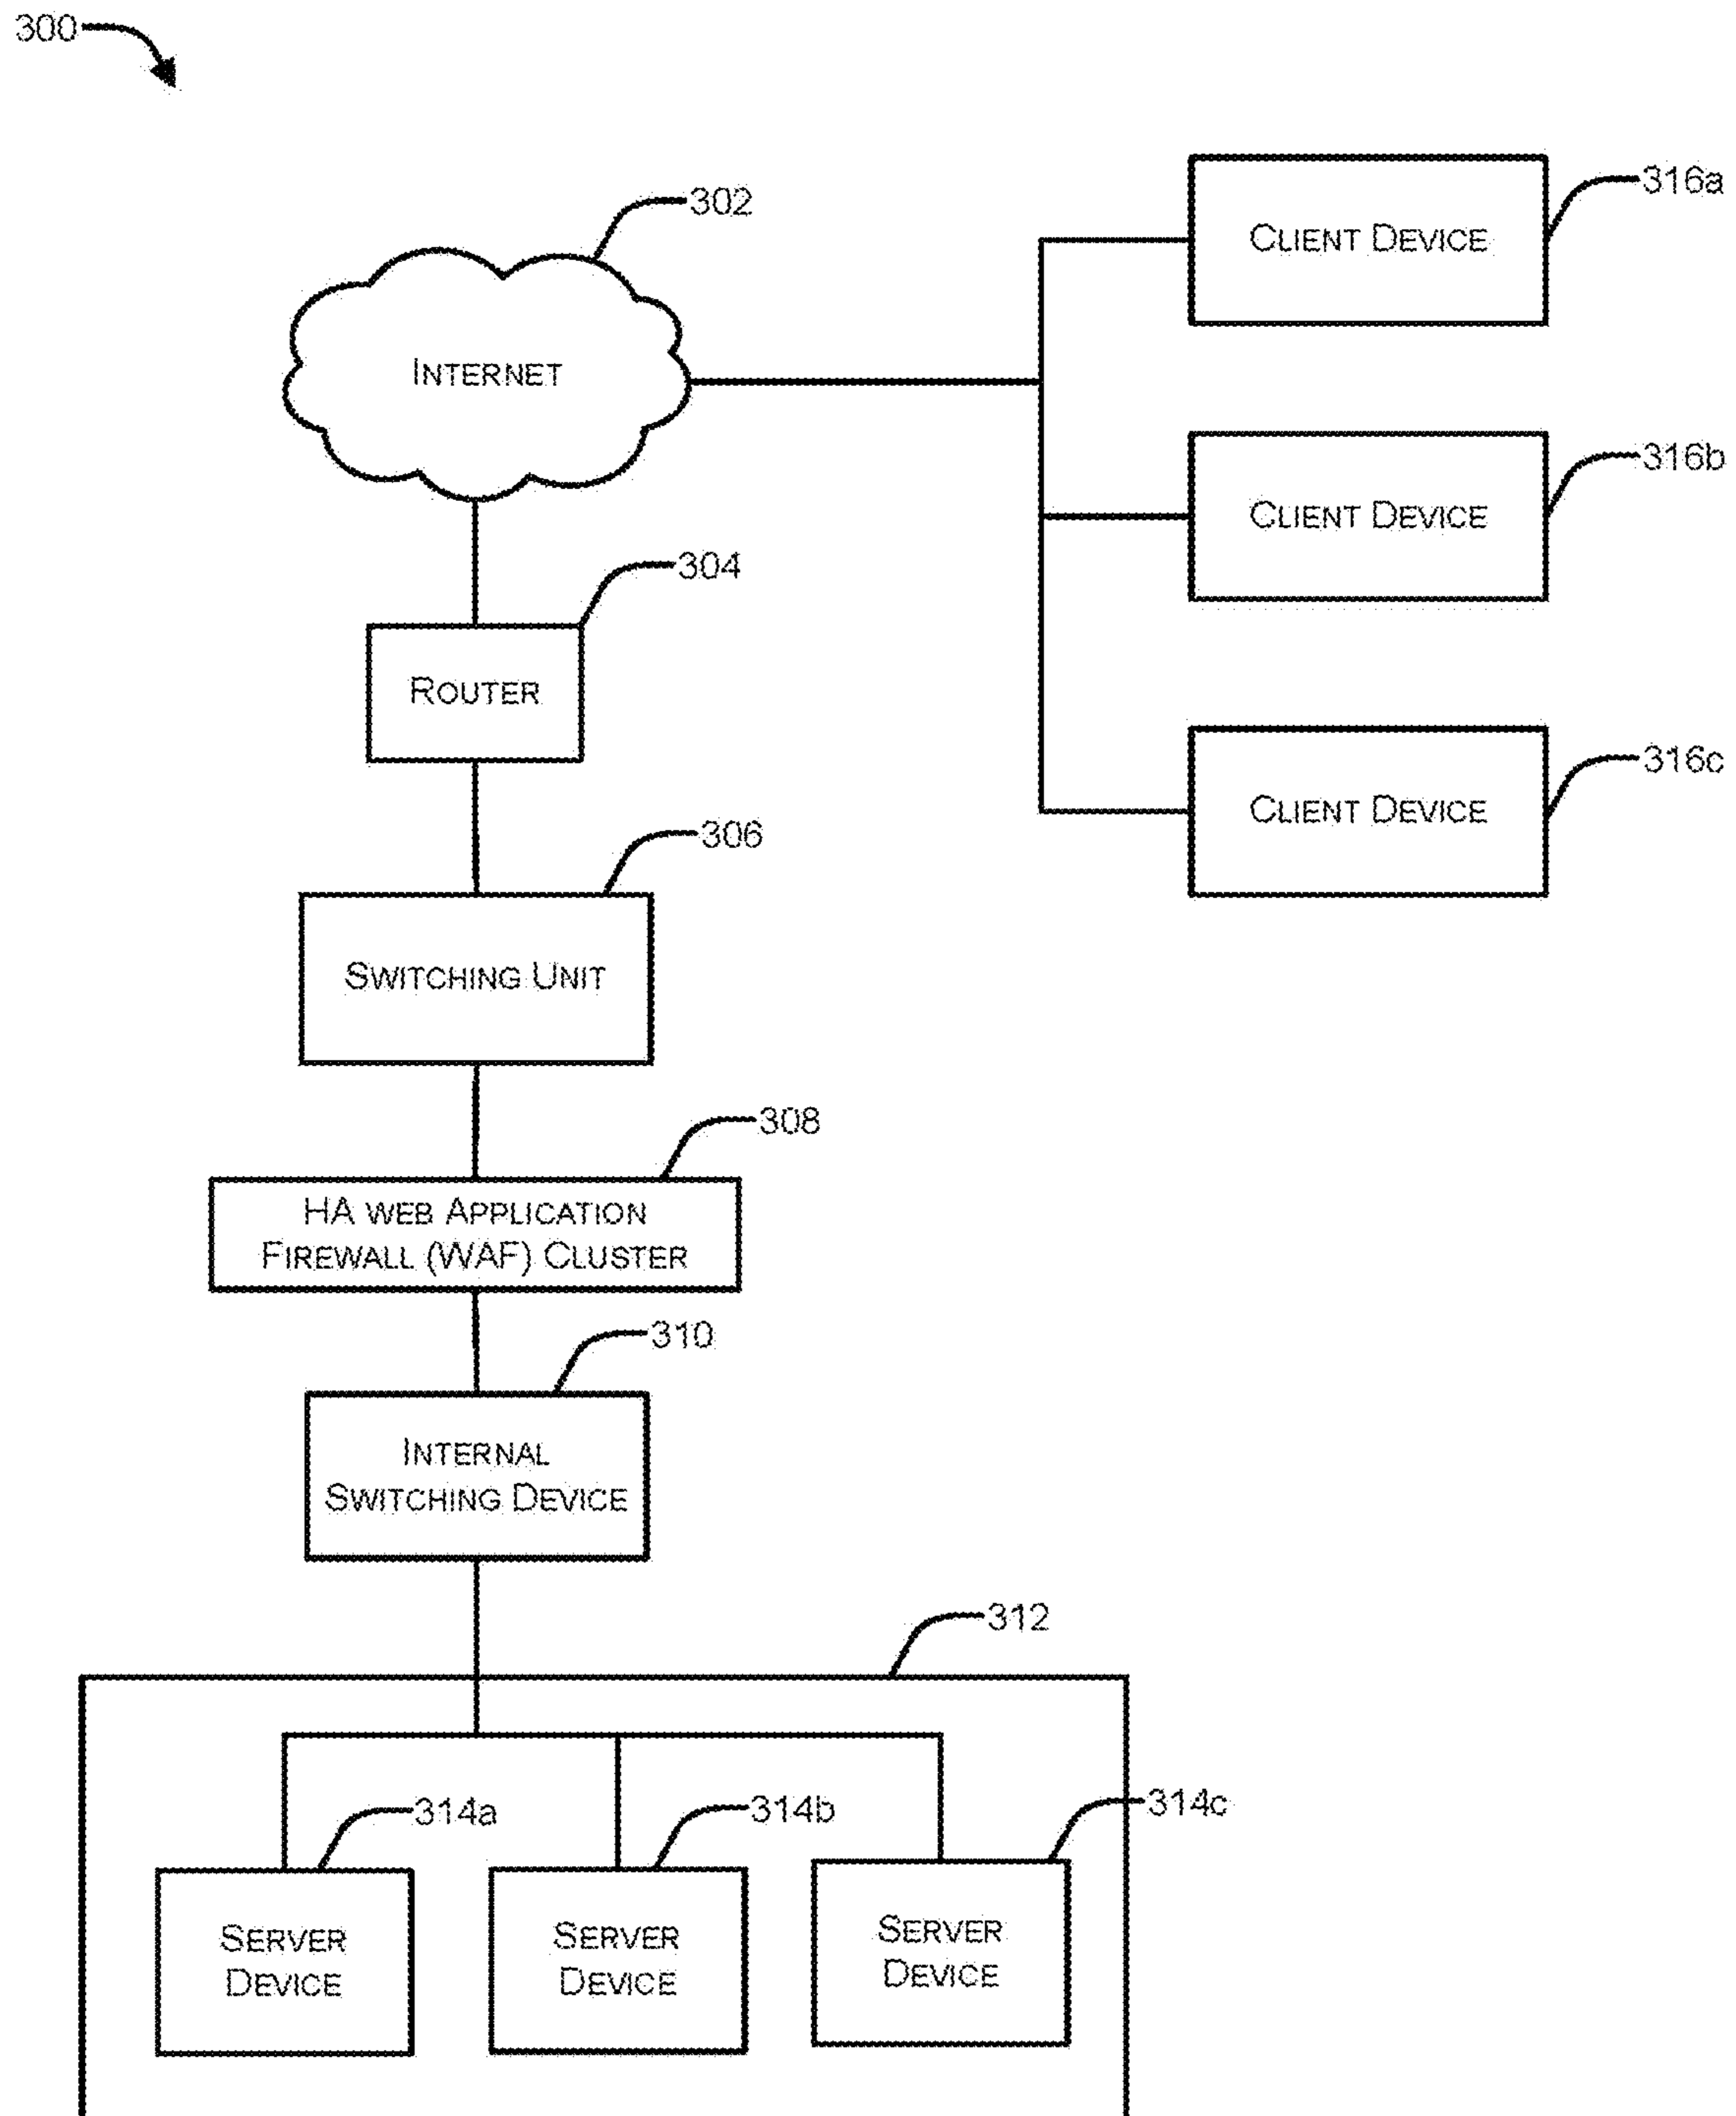 300
302
316a
CLIENT DEVICE
INTERNET
316b
CLIENT DEVICE
304
ROUTER
316c
CLIENT DEVICE
306
SWITCHING UNIT
308
HA WEB APPLICATION
FIREWALL (WAF) CLUSTER
310
INTERNAL
SWITCHING DEVICE
312
314a
314b
314c
SERVER
DEVICE
SERVER
DEVICE
SERVER
DEVICE